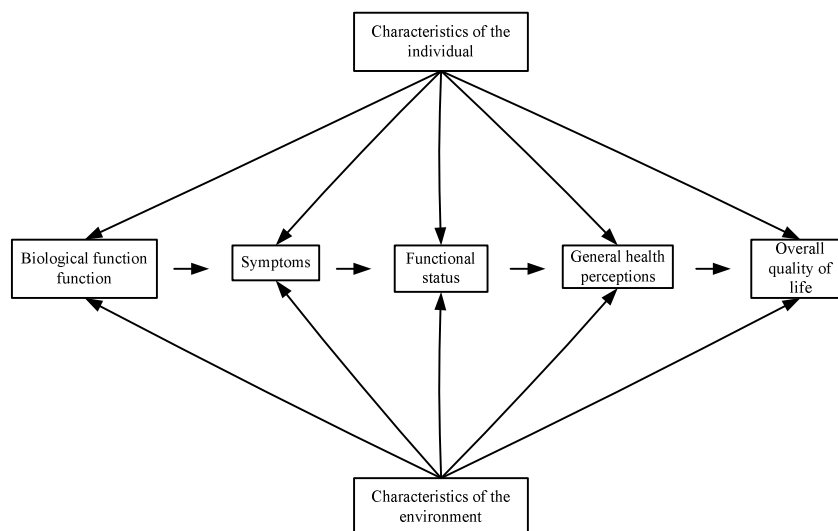 Characteristics of the
individual
Biological function
function
Symptoms
Functional
status
General health
perceptions
Overall
quality of
life
Characteristics of the
environment